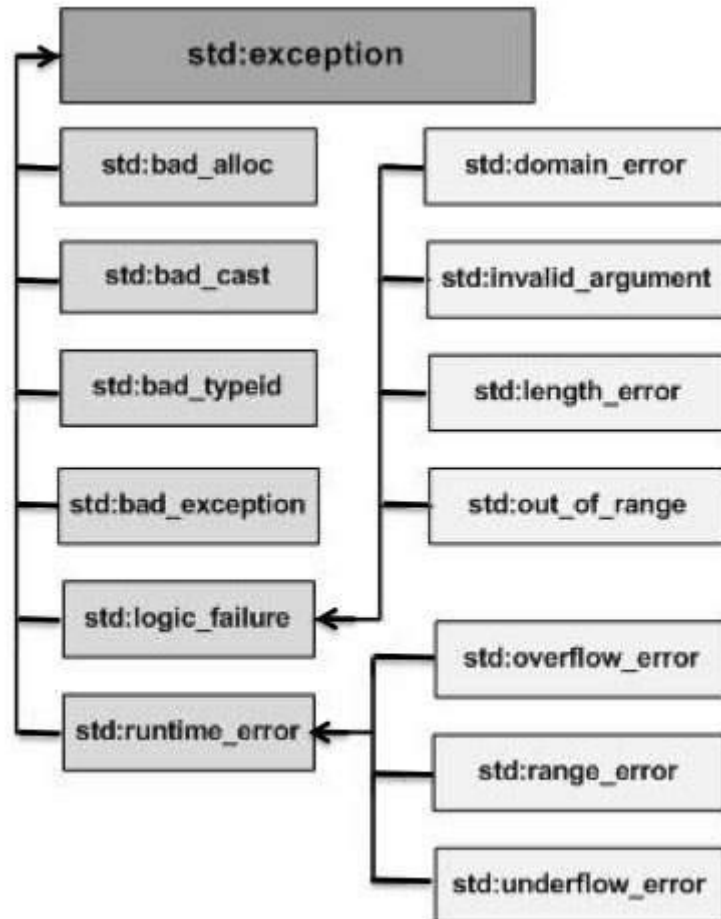 std:exception
std:bad_alloc
std:bad_cast
std:bad_typeid
std:bad_exception
std:logic_failure
std:runtime_error
std:domain_error
std:invalid_argument
std:length_error
std:out_of_range
std:overflow_error
std:range_error
std:underflow_error